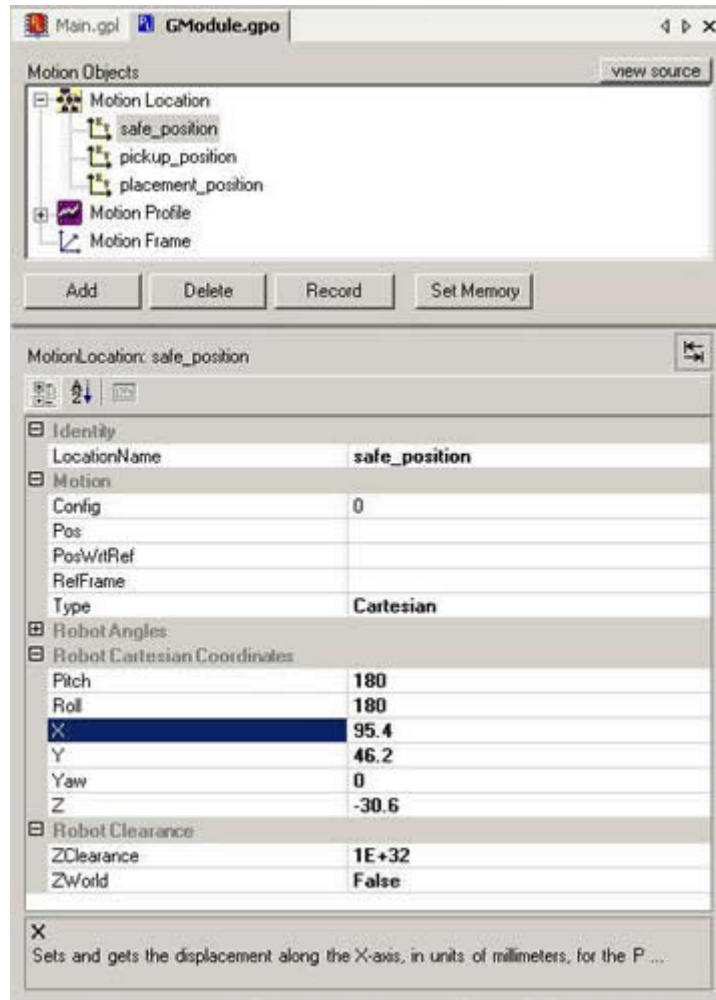 Main.gpl GModule.gpo
Motion Objects view source
Motion Location
safe_position
pickup_position
placement_position
Motion Profile
Motion Frame
Add Delete Record Set Memory
MotionLocation: safe_position
Identity
LocationName safe_position
Motion
Config 0
Pos
PosWrtRef
RefFrame
Type Cartesian
Robot Angles
Robot Cartesian Coordinates
Pitch 180
Roll 180
X 95.4
Y 46.2
Yaw 0
Z -30.6
Robot Clearance
ZClearance 1E+32
ZWorld False
X
Sets and gets the displacement along the X-axis, in units of millimeters, for the P ...